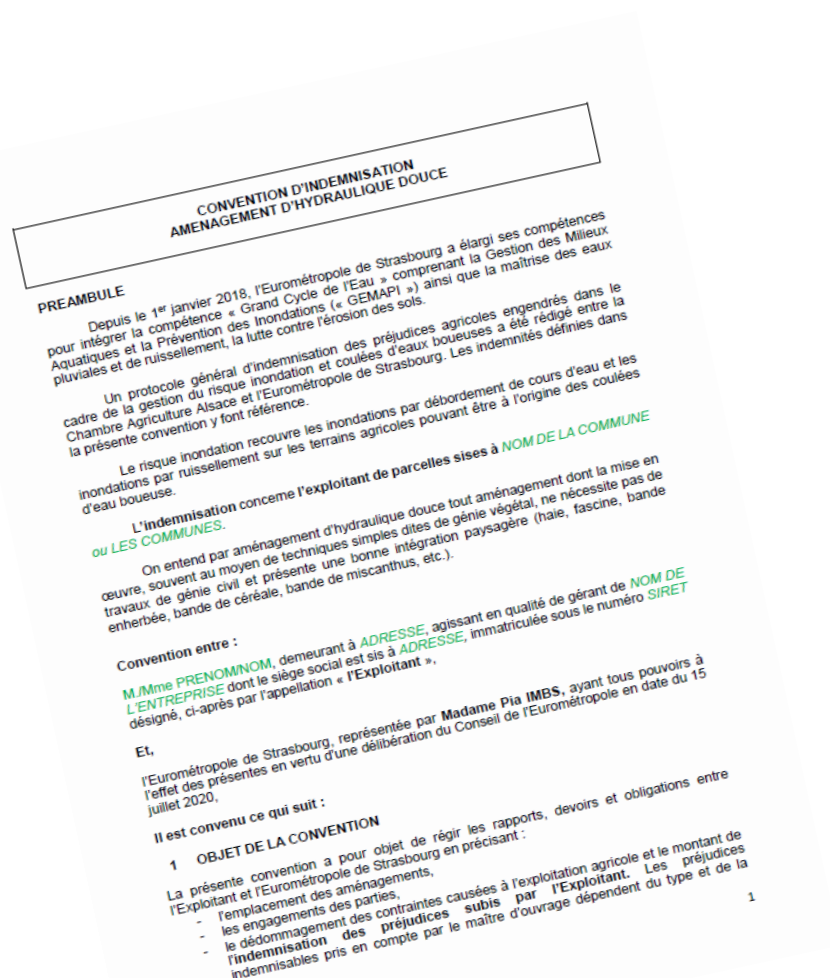 CONVENTION D'INDEMNISATION
AMENAGEMENT D'HYDRAULIQUE DOUCE
PREAMBULE
Depuis le 1er janvier 2018, l'Eurométropole de Strasbourg a élargi ses compétences
pour intégrer la compétence « Grand Cycle de l'Eau » comprenant la Gestion des Milieux
Aquatiques et la Prévention des Inondations (« GEMAPI ») ainsi que la maîtrise des eaux
pluviales et de ruissellement, la lutte contre l'érosion des sols.
Un protocole général d'indemnisation des préjudices agricoles engendrés dans le
cadre de la gestion du risque inondation et coulées d'eaux boueuses a été rédigé entre la
Chambre Agriculture Alsace et l'Eurométropole de Strasbourg. Les indemnités définies dans
la présente convention y font référence.
Le risque inondation recouvre les inondations par débordement de cours d'eau et les
inondations par ruissellement sur les terrains agricoles pouvant être à l'origine des coulées
d'eau boueuse.
L'indemnisation concerne l'exploitant de parcelles sises à NOM DE LA COMMUNE
ou LES COMMUNES.
On entend par aménagement d'hydraulique douce tout aménagement dont la mise en
œuvre, souvent au moyen de techniques simples dites de génie végétal, ne nécessite pas de
travaux de génie civil et présente une bonne intégration paysagère (haie, fascine, bande
enherbée, bande de céréale, bande de miscanthus, etc.).
Convention entre :
M./Mme PRENOM/NOM, demeurant à ADRESSE, agissant en qualité de gérant de NOM DE
L'ENTREPRISE dont le siège social est sis à ADRESSE, immatriculée sous le numéro SIRET
désigné, ci-après par l'appellation « l'Exploitant »,
Et,
l'Eurométropole de Strasbourg, représentée par Madame Pia IMBS, ayant tous pouvoirs à
l'effet des présentes en vertu d'une délibération du Conseil de l'Eurométropole en date du 15
juillet 2020,
Il est convenu ce qui suit :
1 OBJET DE LA CONVENTION
La présente convention a pour objet de régir les rapports, devoirs et obligations entre
l'Exploitant et l'Eurométropole de Strasbourg en précisant :
- l'emplacement des aménagements,
- les engagements des parties,
- le dédommagement des contraintes causées à l'exploitation agricole et le montant de
l'indemnisation des préjudices subis par l'Exploitant. Les préjudices
indemnisables pris en compte par le maître d'ouvrage dépendent du type et de la
1